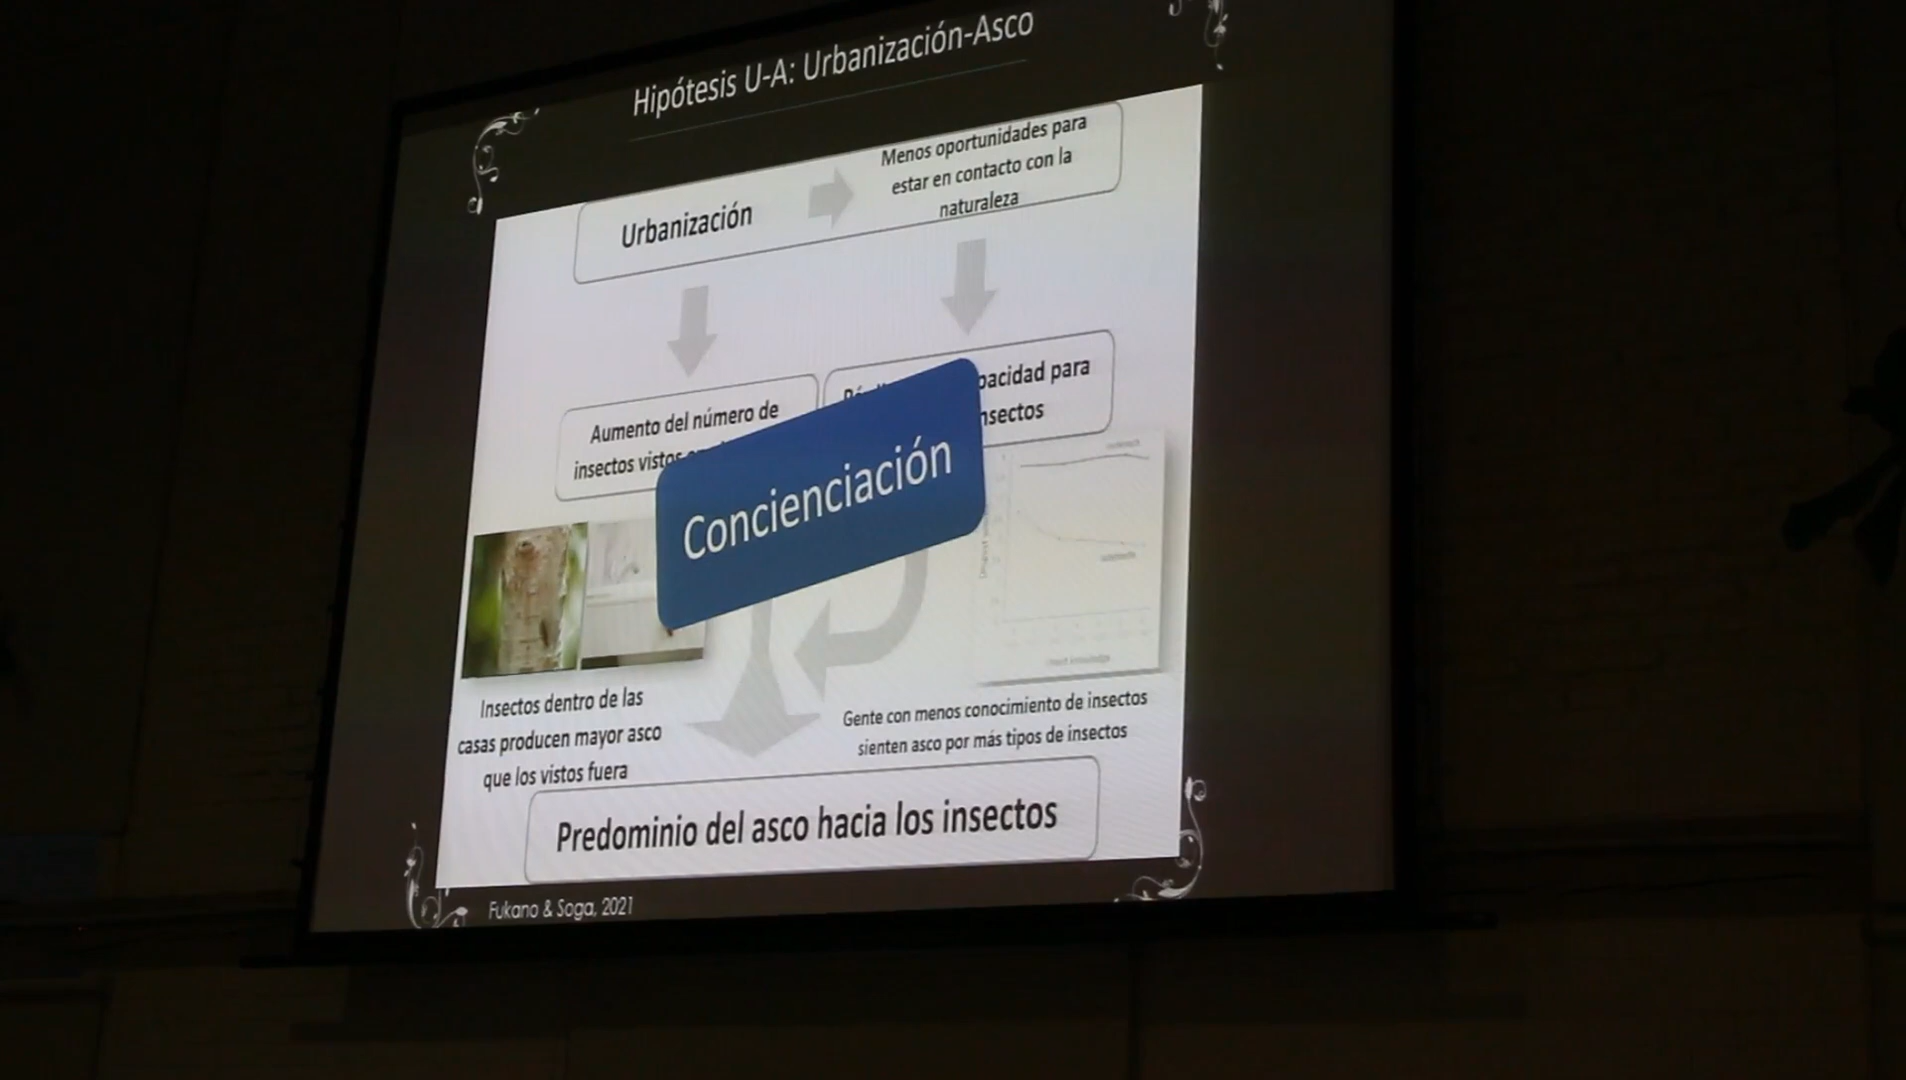 Hipótesis U-A: Urbanización-Asco
Urbanización
Menos oportunidades para
estar en contacto con la
naturaleza
Aumento del número de
insectos vistos
pacidad para
nsectos
Concienciación
Insectos dentro de las
casas producen mayor asco
que los vistos fuera
Gente con menos conocimiento de insectos
sienten asco por más tipos de insectos
Predominio del asco hacia los insectos
Fukano & Soga, 2021